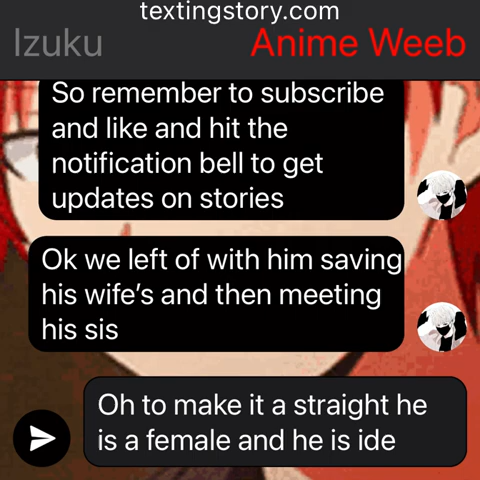 textingstory.com
Izuku
Anime Weeb
So remember to subscribe
and like and hit the
notification bell to get
updates on stories
Ok we left of with him saving
his wife’s and then meeting
his sis
Oh to make it a straight he
is a female and he is ide